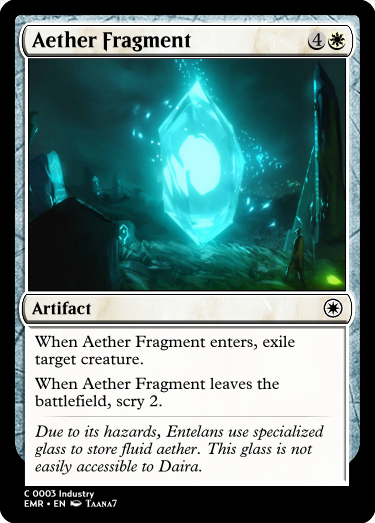 Aether Fragment 4
Artifact
When Aether Fragment enters, exile
target creature.
When Aether Fragment leaves the
battlefield, scry 2.
Due to its hazards, Entelans use specialized
glass to store fluid aether. This glass is not
easily accessible to Daira.
C 0003 Industry
EMR • EN Taana7